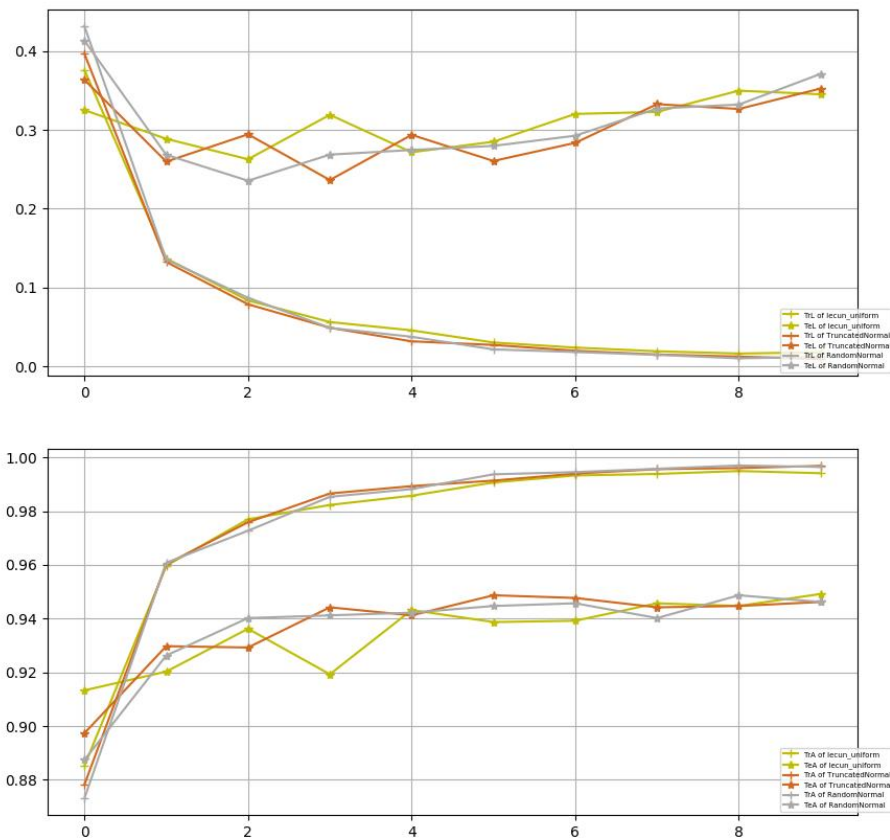 0.4
0.3
0.2
0.1
0.0
TrL of lecun_uniform
TeL of lecun_uniform
TrL of TruncatedNormal
TeL of TruncatedNormal
TrL of RandomNormal
TeL of RandomNormal
0 2 4 6 8
1.00
0.98
0.96
0.94
0.92
0.90
0.88
TrA of lecun_uniform
TeA of lecun_uniform
TrA of TruncatedNormal
TeA of TruncatedNormal
TrA of RandomNormal
TeA of RandomNormal
0 2 4 6 8